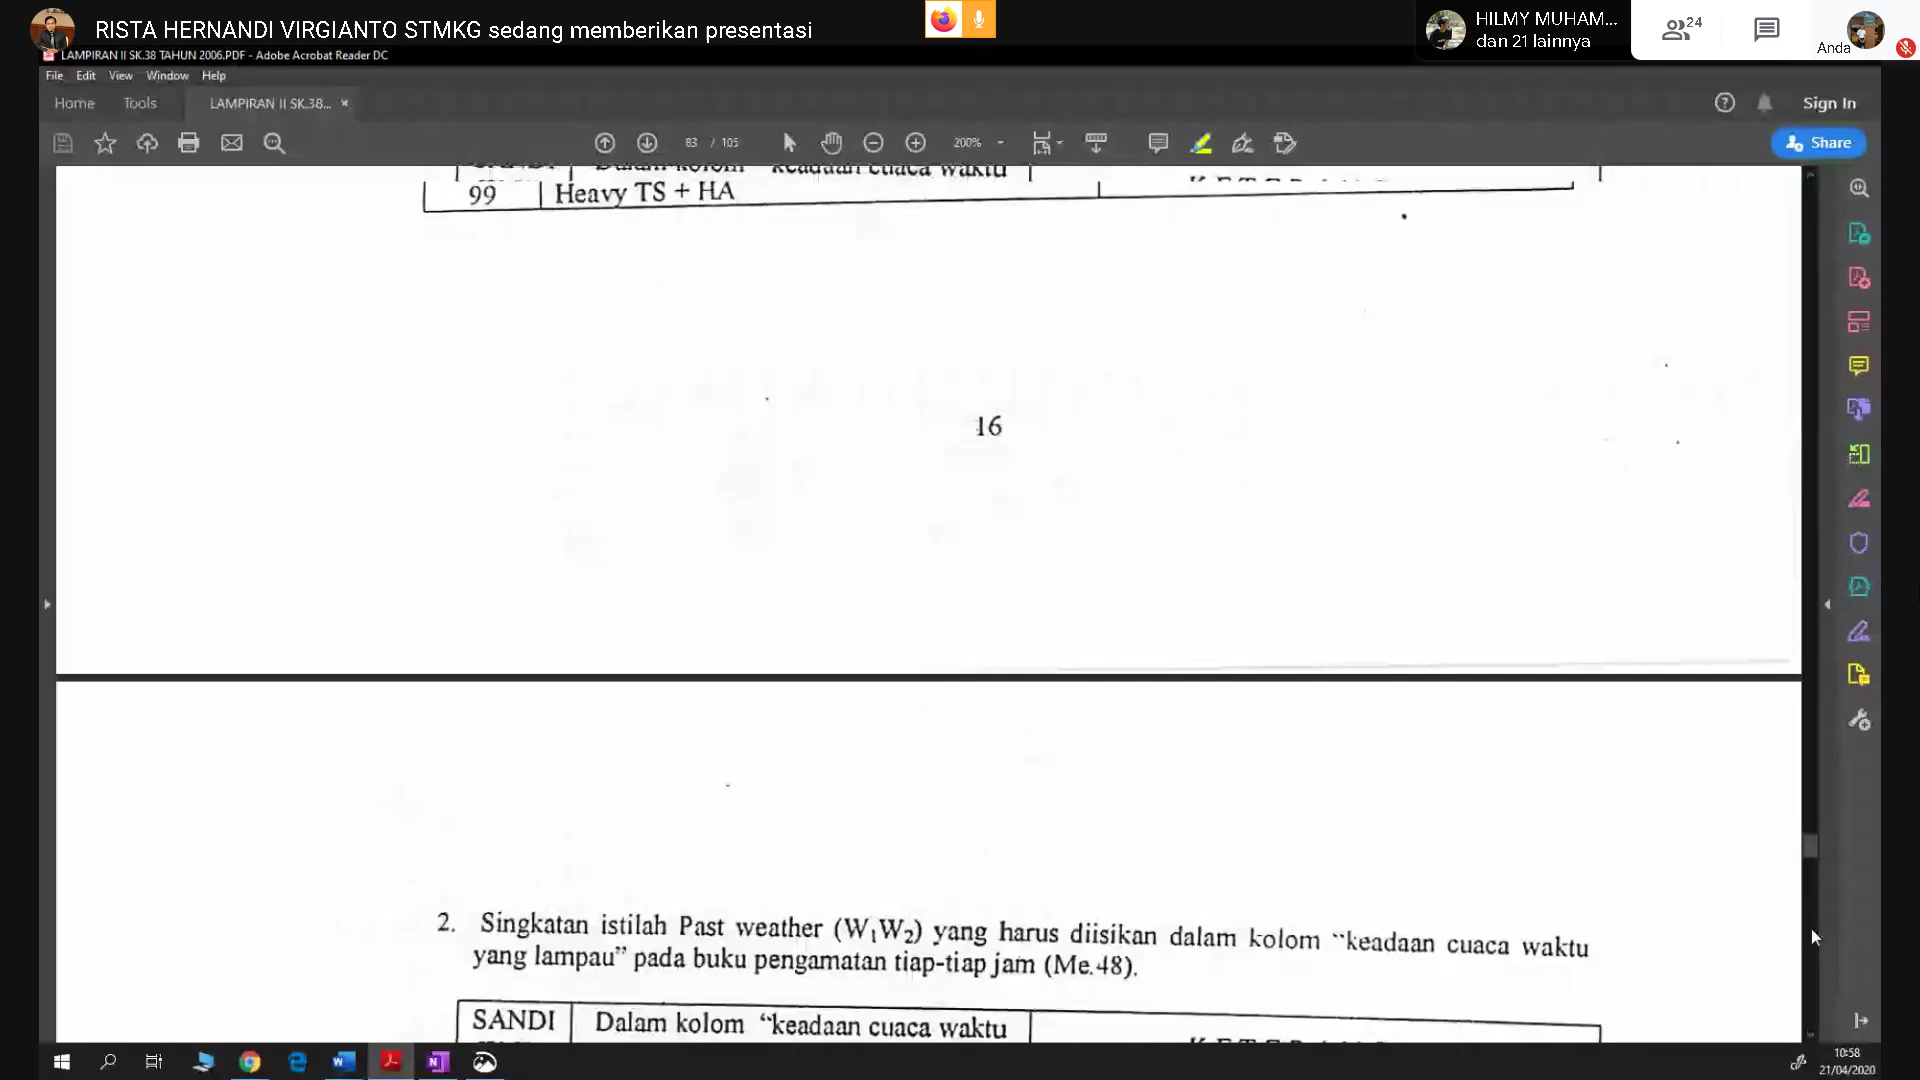 RISTA HERNANDI VIRGIANTO STMKG sedang memberikan presentasi
HILMY MUHAM...
dan 21 lainnya
24
Anda
LAMPIRAN II SK.38 TAHUN 2006.PDF - Adobe Acrobat Reader DC
File Edit View Window Help
Home Tools LAMPIRAN II SK.38... × Sign In
83 / 105 200% Share
keadaan cuaca waktu
99 Heavy TS + HA
16
2. Singkatan istilah Past weather (W₁W₂) yang harus diisikan dalam kolom “keadaan cuaca waktu
yang lampau” pada buku pengamatan tiap-tiap jam (Me.48).
SANDI Dalam kolom “keadaan cuaca waktu
10:58
21/04/2020